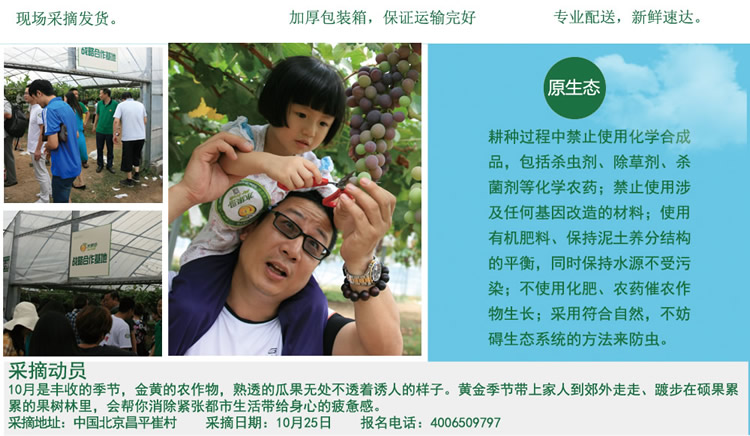 现场采摘发货。
加厚包装箱，保证运输完好
专业配送，新鲜速达。
战略合作基地
战略合作基地
原生态
耕种过程中禁止使用化学合成
品，包括杀虫剂、除草剂、杀
菌剂等化学农药；禁止使用涉
及任何基因改造的材料；使用
有机肥料、保持泥土养分结构
的平衡，同时保持水源不受污
染；不使用化肥、农药催农作
物生长；采用符合自然，不妨
碍生态系统的方法来防虫。
采摘动员
10月是丰收的季节，金黄的农作物，熟透的瓜果无处不透着诱人的样子。黄金季节带上家人到郊外走走、踱步在硕果累
累的果树林里，会帮你消除紧张都市生活带给身心的疲惫感。
采摘地址：中国北京昌平崔村 采摘日期：10月25日 报名电话：4006509797